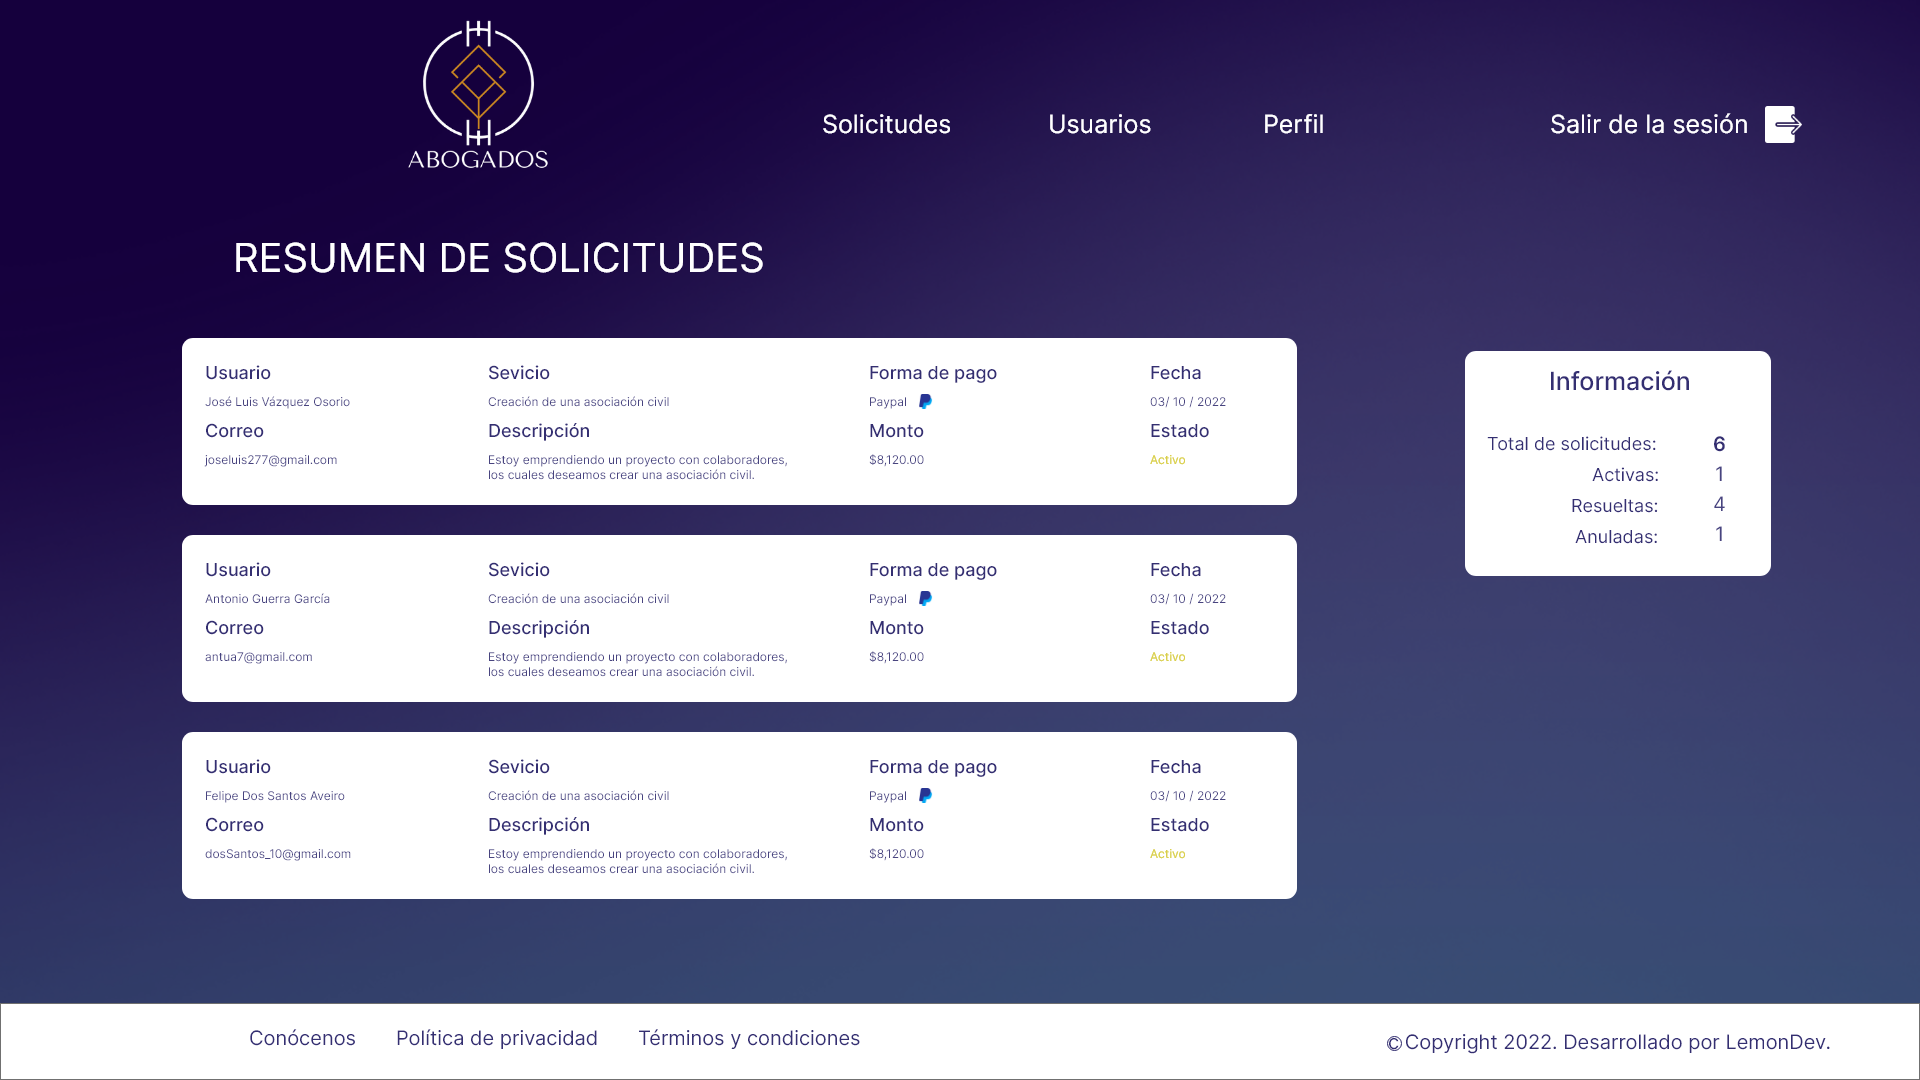 ABOGADOS
Solicitudes
Usuarios
Perfil
Salir de la sesión
RESUMEN DE SOLICITUDES
Usuario Sevicio Forma de pago Fecha
José Luis Vázquez Osorio Creación de una asociación civil Paypal 03/ 10 / 2022
Correo Descripción Monto Estado
joseluis277@gmail.com Estoy emprendiendo un proyecto con colaboradores, $8,120.00 Activo
los cuales deseamos crear una asociación civil.
Usuario Sevicio Forma de pago Fecha
Antonio Guerra García Creación de una asociación civil Paypal 03/ 10 / 2022
Correo Descripción Monto Estado
antua7@gmail.com Estoy emprendiendo un proyecto con colaboradores, $8,120.00 Activo
los cuales deseamos crear una asociación civil.
Usuario Sevicio Forma de pago Fecha
Felipe Dos Santos Aveiro Creación de una asociación civil Paypal 03/ 10 / 2022
Correo Descripción Monto Estado
dosSantos_10@gmail.com Estoy emprendiendo un proyecto con colaboradores, $8,120.00 Activo
los cuales deseamos crear una asociación civil.
Información
Total de solicitudes: 6
Activas: 1
Resueltas: 4
Anuladas: 1
Conócenos Política de privacidad Términos y condiciones
©Copyright 2022. Desarrollado por LemonDev.